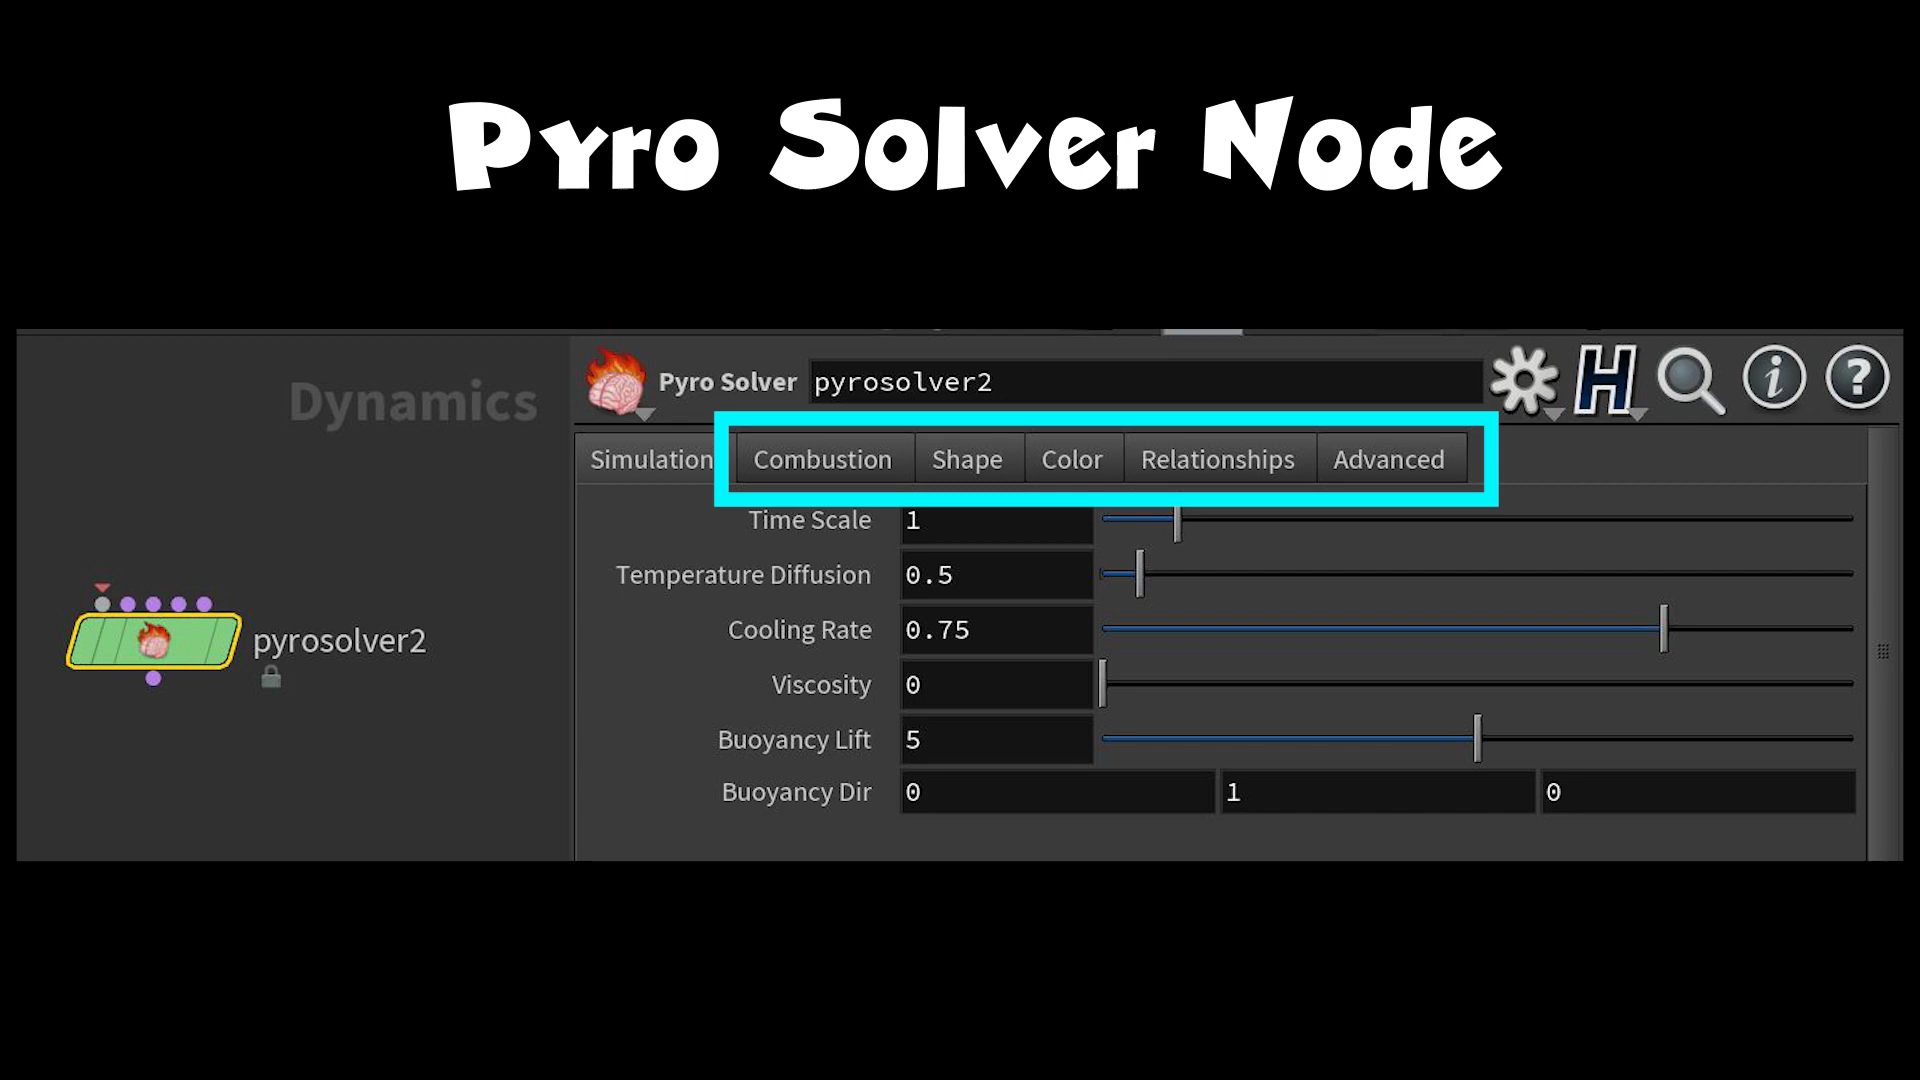 Pyro Solver Node
Dynamics
Pyro Solver pyrosolver2
Simulation Combustion Shape Color Relationships Advanced
Time Scale 1
Temperature Diffusion 0.5
Cooling Rate 0.75
Viscosity 0
Buoyancy Lift 5
Buoyancy Dir 0 1 0
pyrosolver2